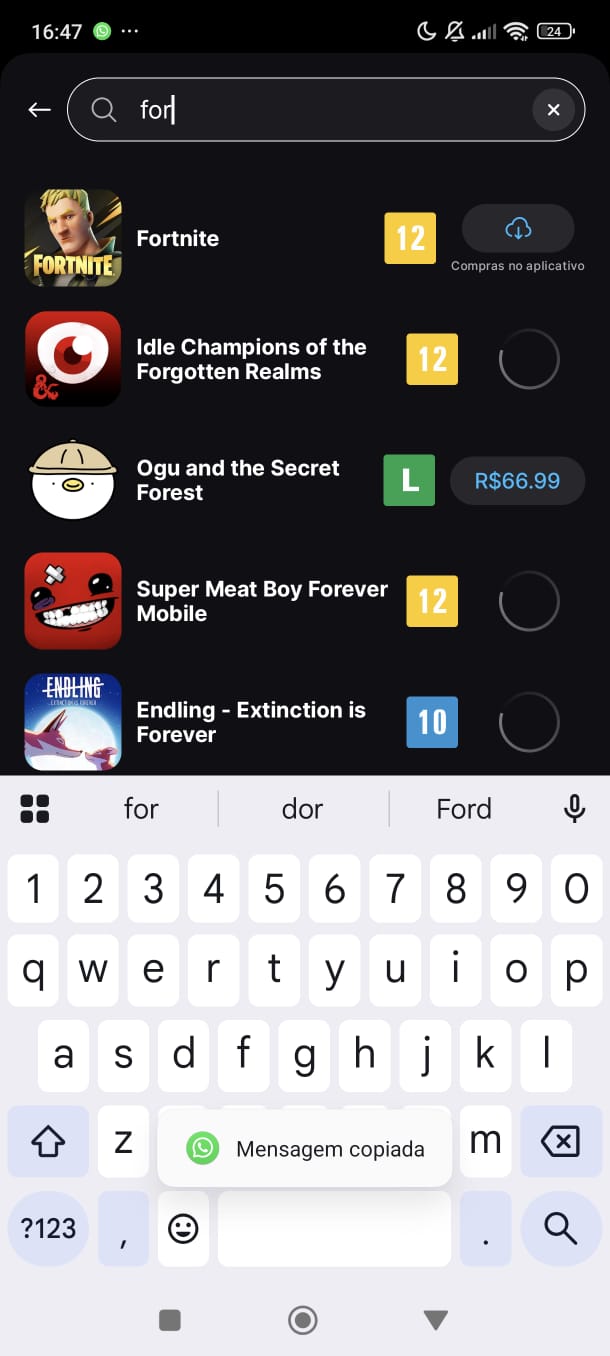 16:47
24
for
FORTNITE
Fortnite
12
Compras no aplicativo
Idle Champions of the
Forgotten Realms
12
Ogu and the Secret
Forest
L
R$66.99
Super Meat Boy Forever
Mobile
12
ENDLING
Endling - Extinction is
Forever
10
for dor Ford
1 2 3 4 5 6 7 8 9 0
q w e r t y u i o p
a s d f g h j k l
z m
Mensagem copiada
?123 , .